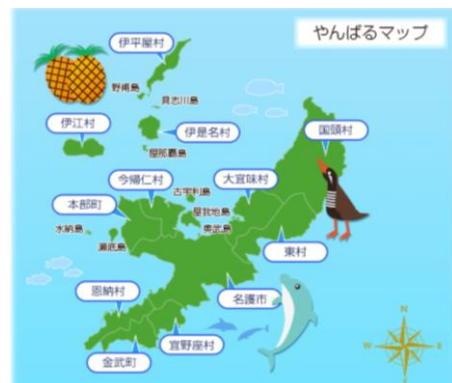 やんばるマップ
伊平屋村
野甫島
具志川島
伊江村
伊是名村
屋那覇島
国頭村
今帰仁村
古宇利島
大宜味村
本部町
屋我地島
水納島
奥武島
瀬底島
東村
恩納村
名護市
宜野座村
金武町
N
W
E
S